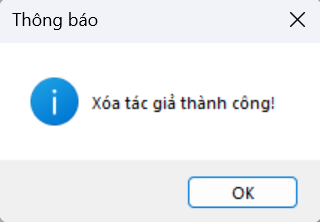 Thông báo
Xóa tác giả thành công!
OK